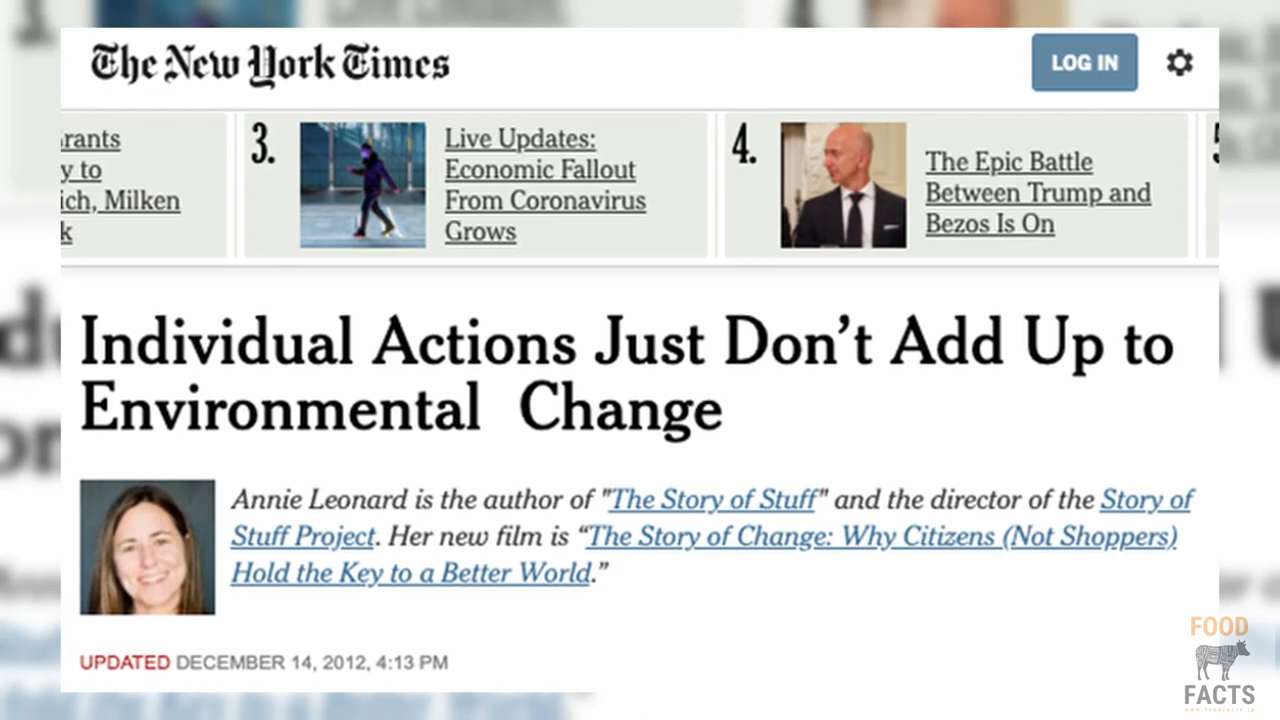 The New York Times
LOG IN
grants
y to
ich, Milken
k
3.
Live Updates:
Economic Fallout
From Coronavirus
Grows
4.
The Epic Battle
Between Trump and
Bezos Is On
Individual Actions Just Don't Add Up to
Environmental Change
Annie Leonard is the author of "The Story of Stuff" and the director of the Story of
Stuff Project. Her new film is “The Story of Change: Why Citizens (Not Shoppers)
Hold the Key to a Better World.”
UPDATED DECEMBER 14, 2012, 4:13 PM
FOOD
FACTS